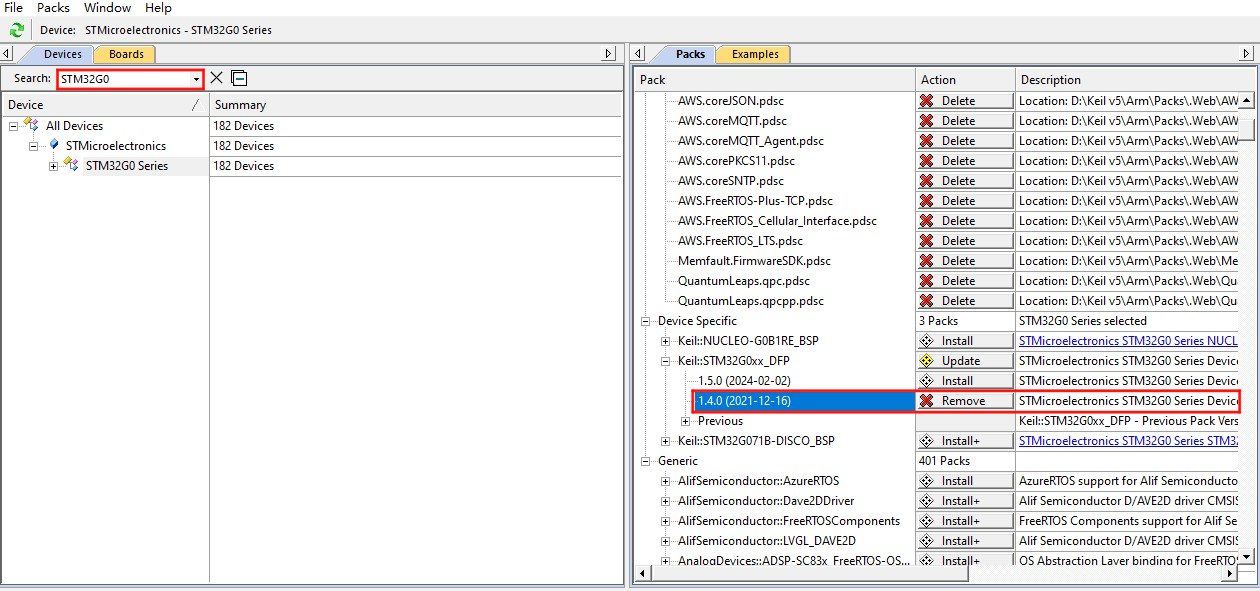 File Packs Window Help
Device: STMicroelectronics - STM32G0 Series
Devices Boards
Search: STM32G0
Device Summary
All Devices 182 Devices
STMicroelectronics 182 Devices
STM32G0 Series 182 Devices
Packs Examples
Pack Action Description
AWS.coreJSON.pdsc Delete Location: D:\Keil v5\Arm\Packs\.Web\AW
AWS.coreMQTT.pdsc Delete Location: D:\Keil v5\Arm\Packs\.Web\AW
AWS.coreMQTT_Agent.pdsc Delete Location: D:\Keil v5\Arm\Packs\.Web\AW
AWS.corePKCS11.pdsc Delete Location: D:\Keil v5\Arm\Packs\.Web\AW
AWS.coreSNTP.pdsc Delete Location: D:\Keil v5\Arm\Packs\.Web\AW
AWS.FreeRTOS-Plus-TCP.pdsc Delete Location: D:\Keil v5\Arm\Packs\.Web\AW
AWS.FreeRTOS_Cellular_Interface.pdsc Delete Location: D:\Keil v5\Arm\Packs\.Web\AW
AWS.FreeRTOS_LTS.pdsc Delete Location: D:\Keil v5\Arm\Packs\.Web\AW
Memfault.FirmwareSDK.pdsc Delete Location: D:\Keil v5\Arm\Packs\.Web\Me
QuantumLeaps.qpc.pdsc Delete Location: D:\Keil v5\Arm\Packs\.Web\Qu
QuantumLeaps.qpcpp.pdsc Delete Location: D:\Keil v5\Arm\Packs\.Web\Qu
Device Specific 3 Packs STM32G0 Series selected
Keil::NUCLEO-G0B1RE_BSP Install STMicroelectronics STM32G0 Series NUCL
Keil::STM32G0xx_DFP Update STMicroelectronics STM32G0 Series Device
1.5.0 (2024-02-02) Install STMicroelectronics STM32G0 Series Device
1.4.0 (2021-12-16) Remove STMicroelectronics STM32G0 Series Device
Previous Keil::STM32G0xx_DFP - Previous Pack Vers
Keil::STM32G071B-DISCO_BSP Install+ STMicroelectronics STM32G0 Series STM32
Generic 401 Packs
AlifSemiconductor::AzureRTOS Install AzureRTOS support for Alif Semiconducto
AlifSemiconductor::Dave2DDriver Install+ Alif Semiconductor D/AVE2D driver CMSIS
AlifSemiconductor::FreeRTOSComponents Install+ FreeRTOS Components support for Alif Se
AlifSemiconductor::LVGL_DAVE2D Install+ Alif Semiconductor D/AVE2D driver CMSIS
AnalogDevices::ADSP-SC83x_FreeRTOS-OS... Install+ OS Abstraction Layer binding for FreeRTO